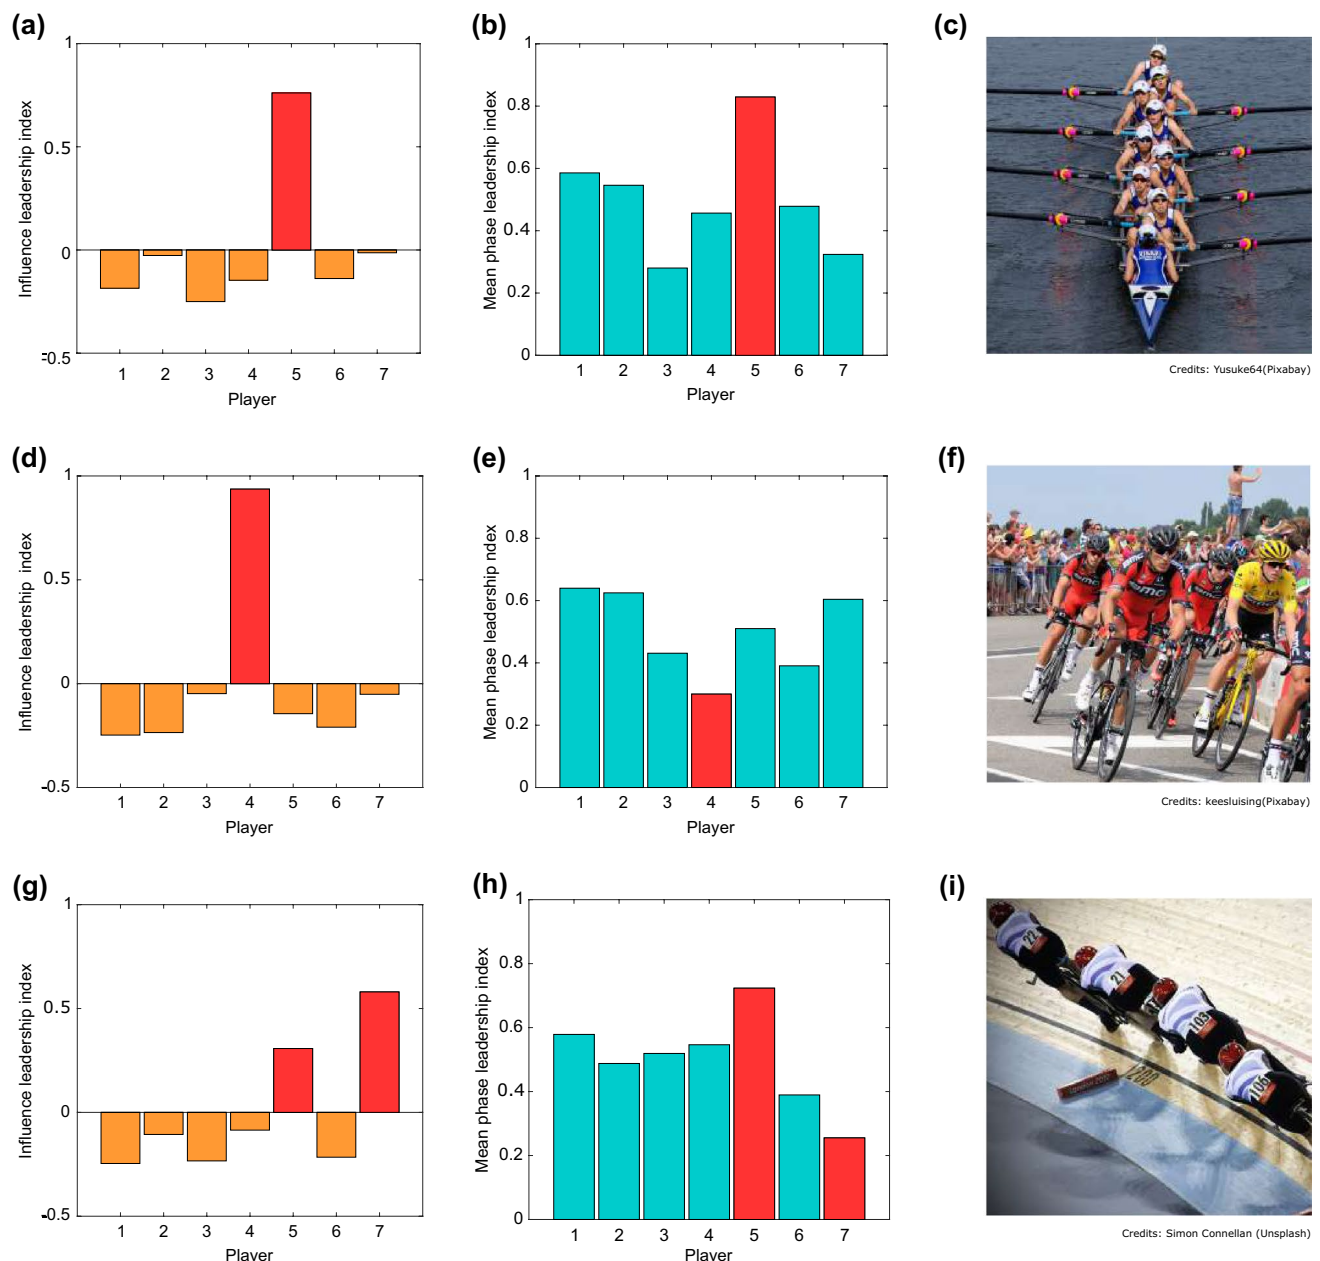 (a)
1
0.5
0
-0.5
Influence leadership index
1 2 3 4 5 6 7
Player
(b)
1
0.8
0.6
0.4
0.2
0
Mean phase leadership index
1 2 3 4 5 6 7
Player
(c)
Credits: Yusuke64(Pixabay)
(d)
1
0.5
0
-0.5
Influence leadership index
1 2 3 4 5 6 7
Player
(e)
1
0.8
0.6
0.4
0.2
0
Mean phase leadership ndex
1 2 3 4 5 6 7
Player
(f)
Credits: keesluising(Pixabay)
(g)
1
0.5
0
-0.5
Influence leadership index
1 2 3 4 5 6 7
Player
(h)
1
0.8
0.6
0.4
0.2
0
Mean phase leadership index
1 2 3 4 5 6 7
Player
(i)
22
21
103
106
200
Credits: Simon Connellan (Unsplash)